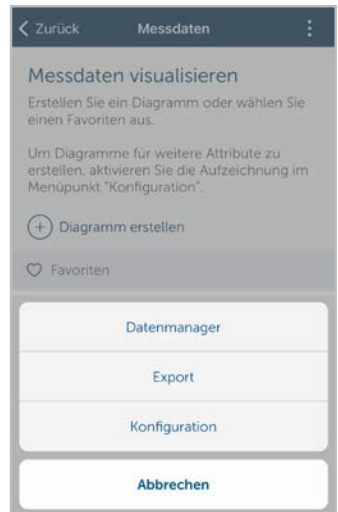 Zurück Messdaten
Messdaten visualisieren
Erstellen Sie ein Diagramm oder wählen Sie
einen Favoriten aus.
Um Diagramme für weitere Attribute zu
erstellen, aktivieren Sie die Aufzeichnung im
Menüpunkt "Konfiguration".
Diagramm erstellen
Favoriten
Datenmanager
Export
Konfiguration
Abbrechen